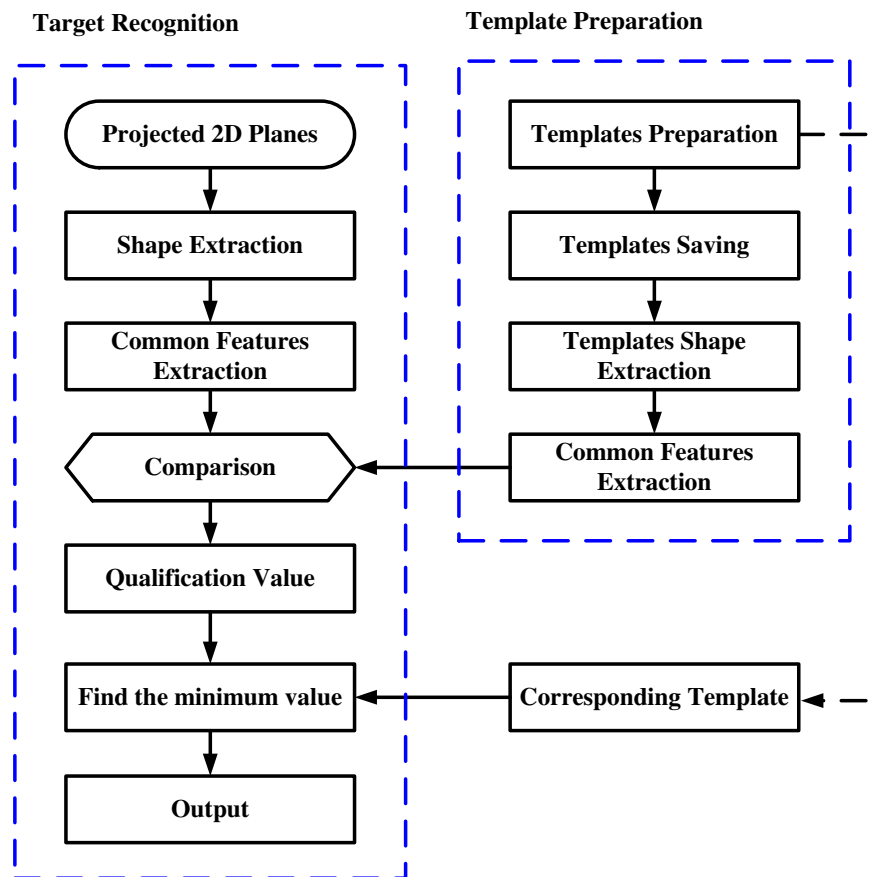 Target Recognition
Projected 2D Planes
Shape Extraction
Common Features
Extraction
Comparison
Qualification Value
Find the minimum value
Output
Template Preparation
Templates Preparation
Templates Saving
Templates Shape
Extraction
Common Features
Extraction
Corresponding Template